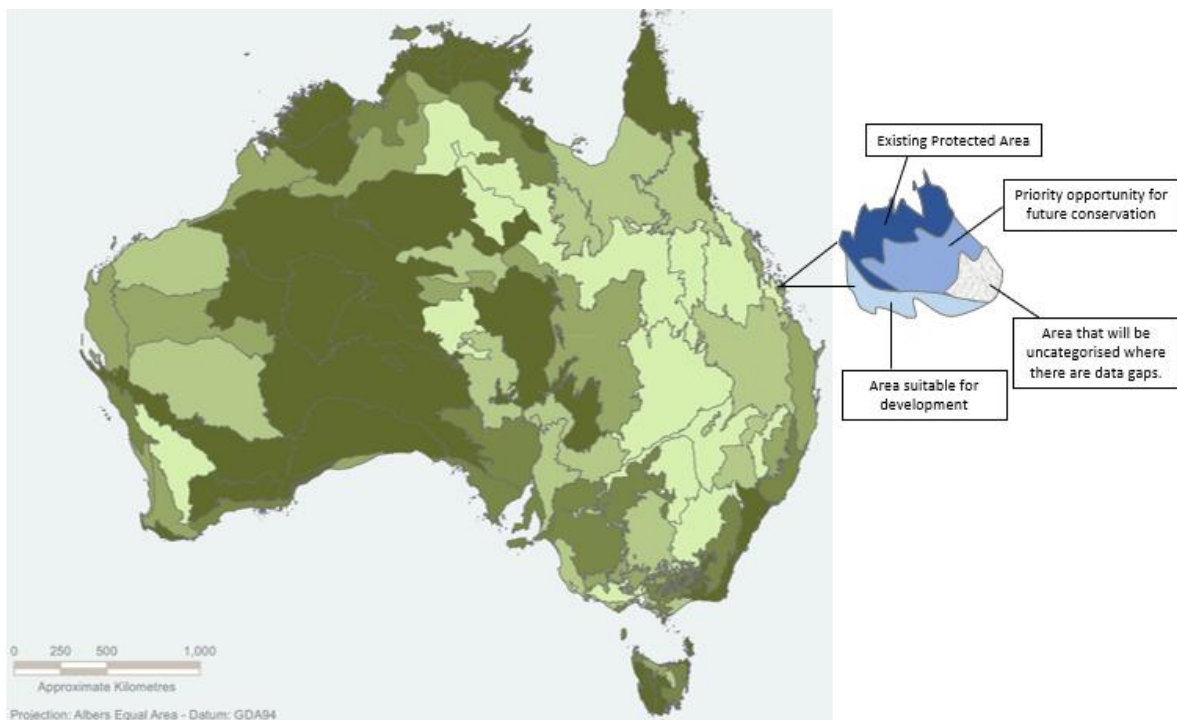 Existing Protected Area
Priority opportunity for
future conservation
Area that will be
uncategorised where
there are data gaps.
Area suitable for
development
0 250 500 1,000
Approximate Kilometres
Projection: Albers Equal Area - Datum: GDA94